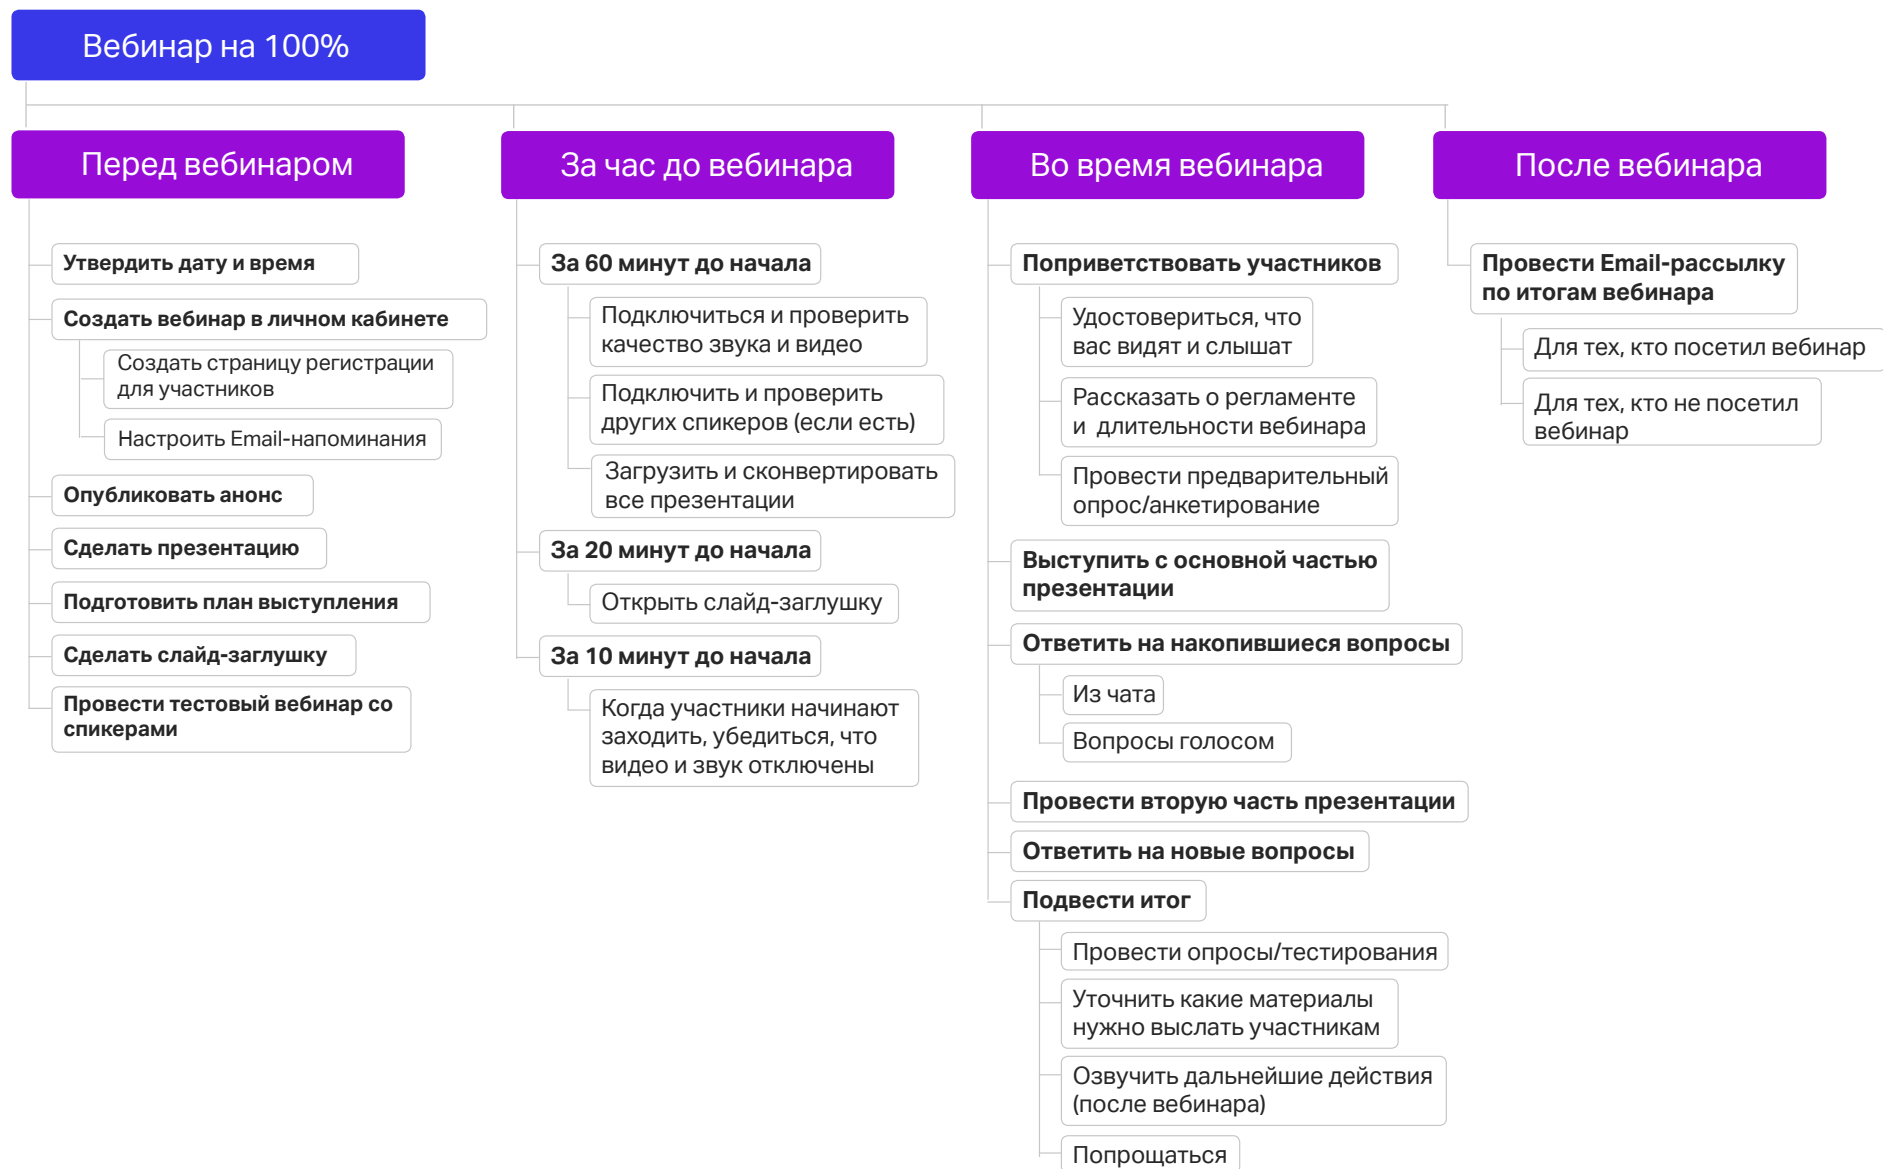 Вебинар на 100%
Перед вебинаром
Утвердить дату и время
Создать вебинар в личном кабинете
Создать страницу регистрации
для участников
Настроить Email-напоминания
Опубликовать анонс
Сделать презентацию
Подготовить план выступления
Сделать слайд-заглушку
Провести тестовый вебинар со
спикерами
За час до вебинара
За 60 минут до начала
Подключиться и проверить
качество звука и видео
Подключить и проверить
других спикеров (если есть)
Загрузить и сконвертировать
все презентации
За 20 минут до начала
Открыть слайд-заглушку
За 10 минут до начала
Когда участники начинают
заходить, убедиться, что
видео и звук отключены
Во время вебинара
Поприветствовать участников
Удостовериться, что
вас видят и слышат
Рассказать о регламенте
и длительности вебинара
Провести предварительный
опрос/анкетирование
Выступить с основной частью
презентации
Ответить на накопившиеся вопросы
Из чата
Вопросы голосом
Провести вторую часть презентации
Ответить на новые вопросы
Подвести итог
Провести опросы/тестирования
Уточнить какие материалы
нужно выслать участникам
Озвучить дальнейшие действия
(после вебинара)
Попрощаться
После вебинара
Провести Email-рассылку
по итогам вебинара
Для тех, кто посетил вебинар
Для тех, кто не посетил
вебинар